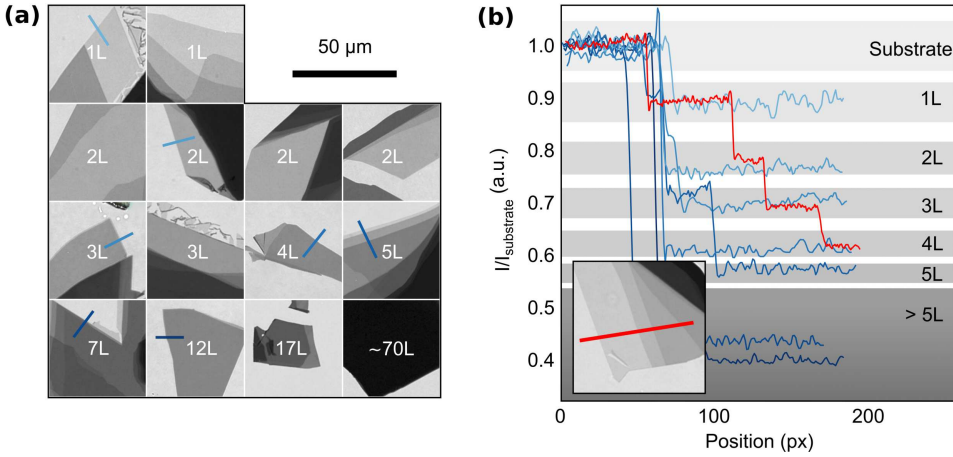 (a)
1L
1L
50 µm
2L
2L
2L
2L
3L
3L
4L
5L
7L
12L
17L
~70L
(b)
I/I_substrate (a.u.)
1.0
0.9
0.8
0.7
0.6
0.5
0.4
Substrate
1L
2L
3L
4L
5L
> 5L
0
100
200
Position (px)